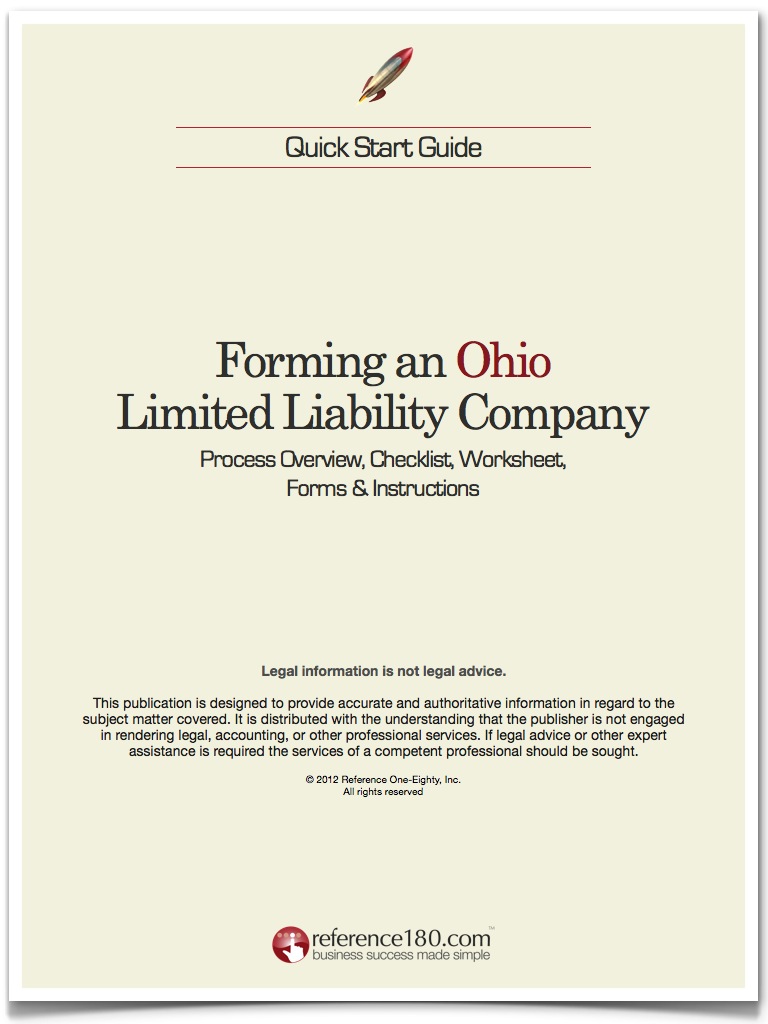 Quick Start Guide
Forming an Ohio
Limited Liability Company
Process Overview, Checklist, Worksheet,
Forms & Instructions
Legal information is not legal advice.
This publication is designed to provide accurate and authoritative information in regard to the
subject matter covered. It is distributed with the understanding that the publisher is not engaged
in rendering legal, accounting, or other professional services. If legal advice or other expert
assistance is required the services of a competent professional should be sought.
© 2012 Reference One-Eighty, Inc.
All rights reserved
reference180.com™
business success made simple